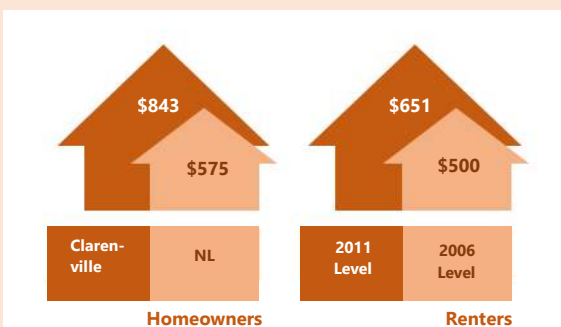 $843
$575
Claren-
ville
NL
Homeowners
$651
$500
2011
Level
2006
Level
Renters